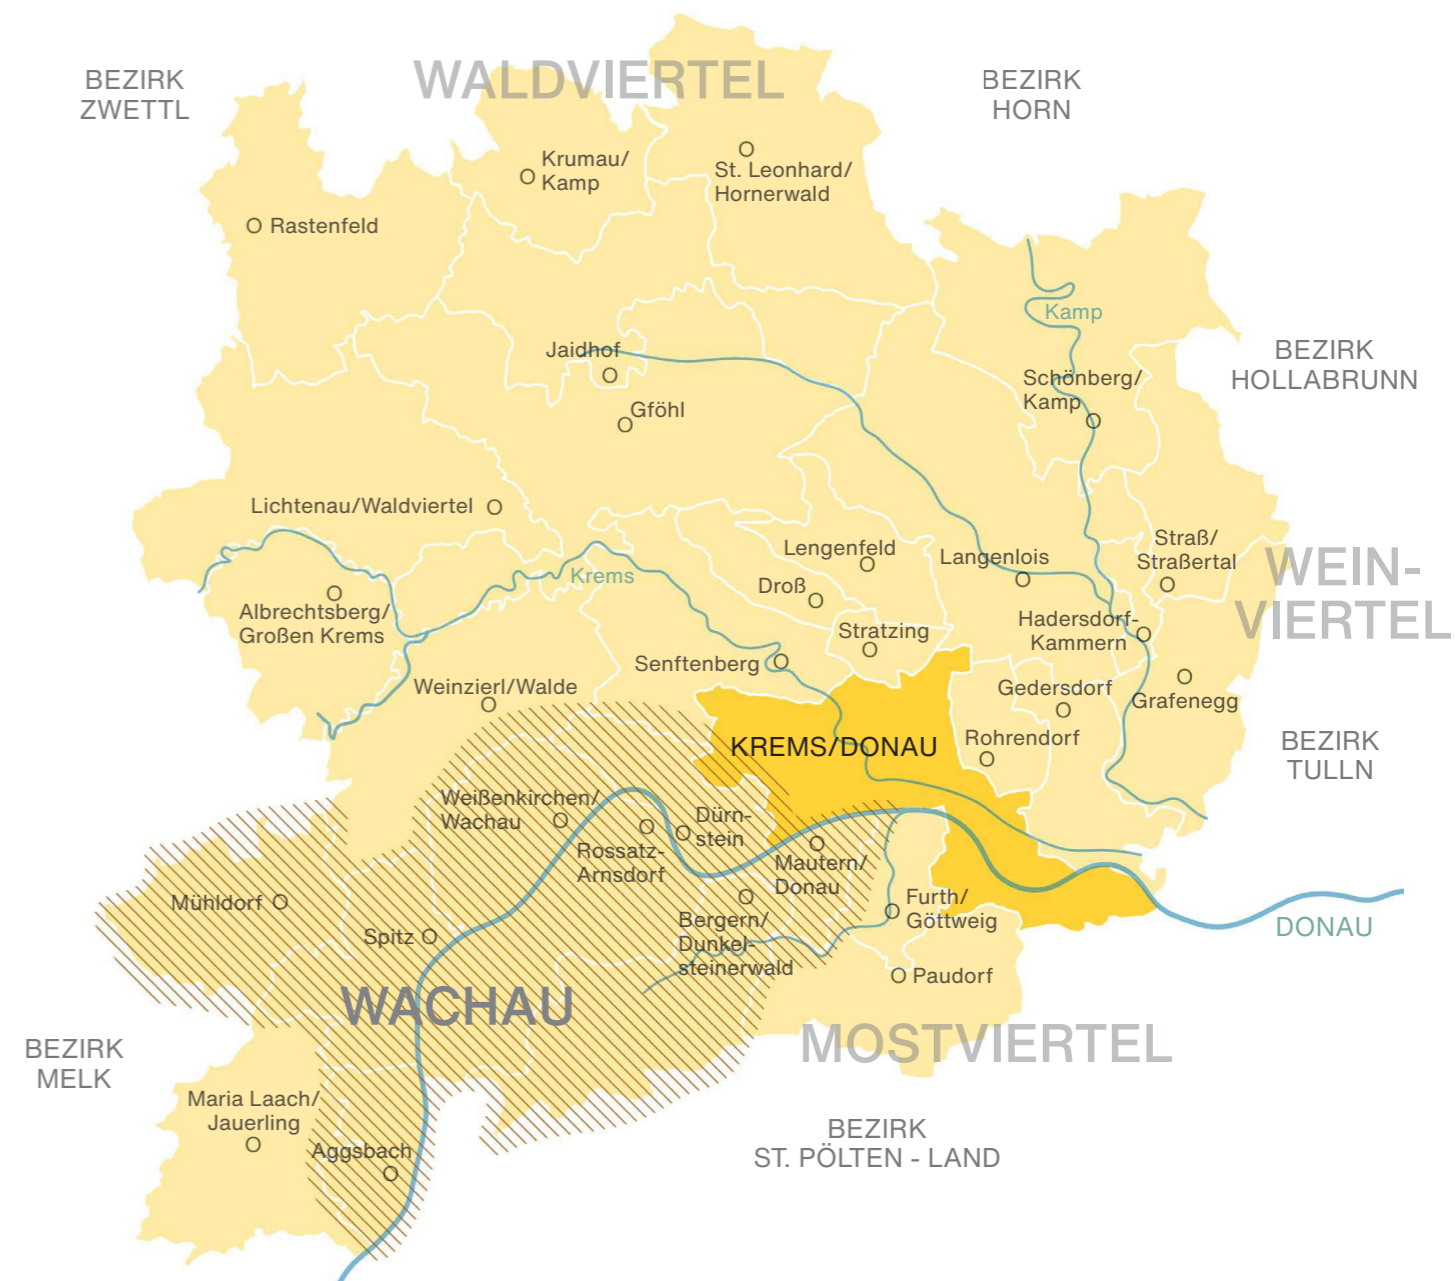 BEZIRK
ZWETTL
WALDVIERTEL
BEZIRK
HORN
Krumau/
Kamp
St. Leonhard/
Hornerwald
Rastenfeld
Kamp
Jaidhof
Schönberg/
Kamp
BEZIRK
HOLLABRUNN
Gföhl
Lichtenau/Waldviertel
Lengenfeld
Langenlois
Straß/
Straßertal
WEIN-
VIERTEL
Krems
Droß
Albrechtsberg/
Großen Krems
Stratzing
Hadersdorf-
Kammern
Senftenberg
Weinzierl/Walde
Gedersdorf
Grafenegg
KREMS/DONAU
Rohrendorf
BEZIRK
TULLN
Weißenkirchen/
Wachau
Dürn-
stein
Rossatz-
Arnsdorf
Mautern/
Donau
Mühldorf
Spitz
Bergern/
Dunkel-
steinerwald
Furth/
Göttweig
DONAU
Paudorf
WACHAU
MOSTVIERTEL
BEZIRK
MELK
Maria Laach/
Jauerling
Aggsbach
BEZIRK
ST. PÖLTEN - LAND